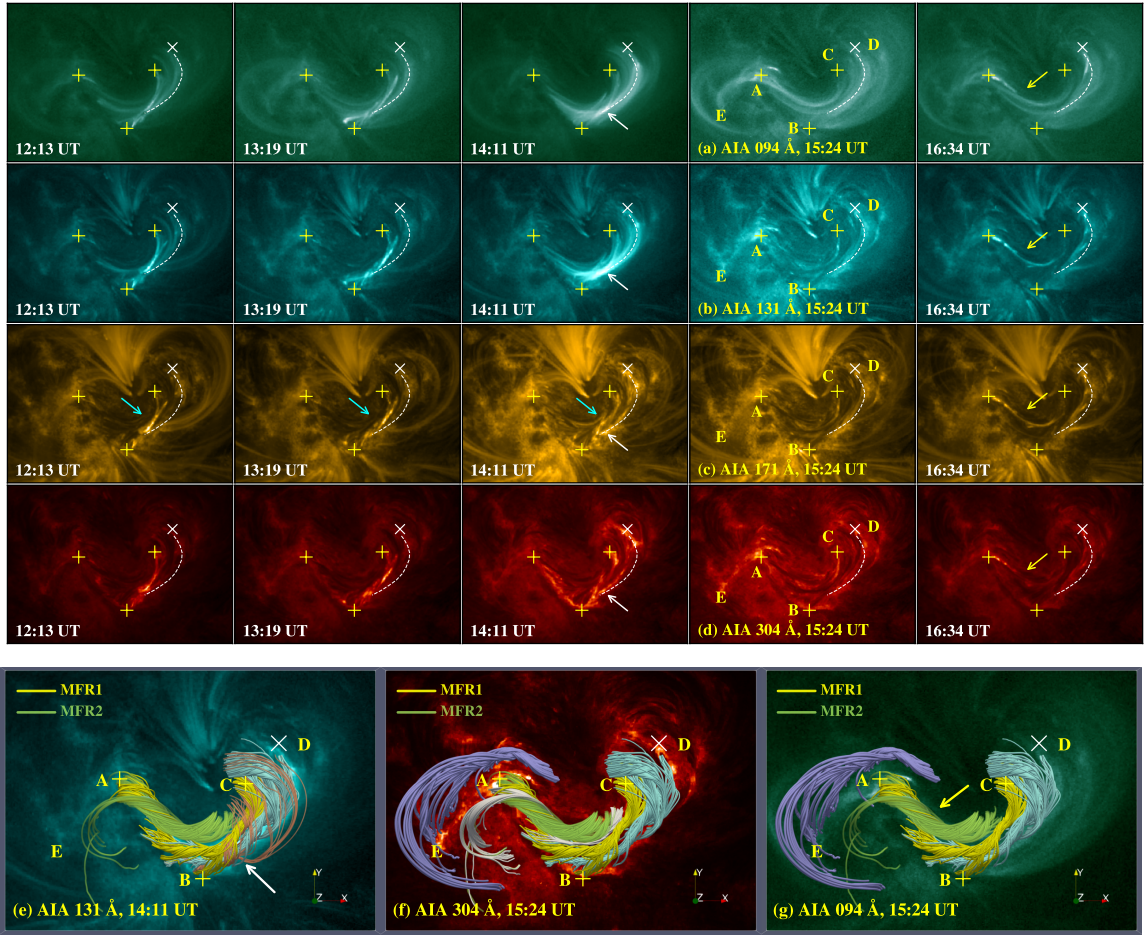 C
D
A
E
B
12:13 UT
13:19 UT
14:11 UT
(a) AIA 094 Å, 15:24 UT
16:34 UT
C
D
A
E
B
12:13 UT
13:19 UT
14:11 UT
(b) AIA 131 Å, 15:24 UT
16:34 UT
C
D
A
E
B
12:13 UT
13:19 UT
14:11 UT
(c) AIA 171 Å, 15:24 UT
16:34 UT
C
D
A
E
B
12:13 UT
13:19 UT
14:11 UT
(d) AIA 304 Å, 15:24 UT
16:34 UT
MFR1
MFR2
D
A
C
E
B
Y
Z X
(e) AIA 131 Å, 14:11 UT
MFR1
MFR2
D
A
C
E
B
Y
Z X
(f) AIA 304 Å, 15:24 UT
MFR1
MFR2
D
A
C
E
B
Y
Z X
(g) AIA 094 Å, 15:24 UT